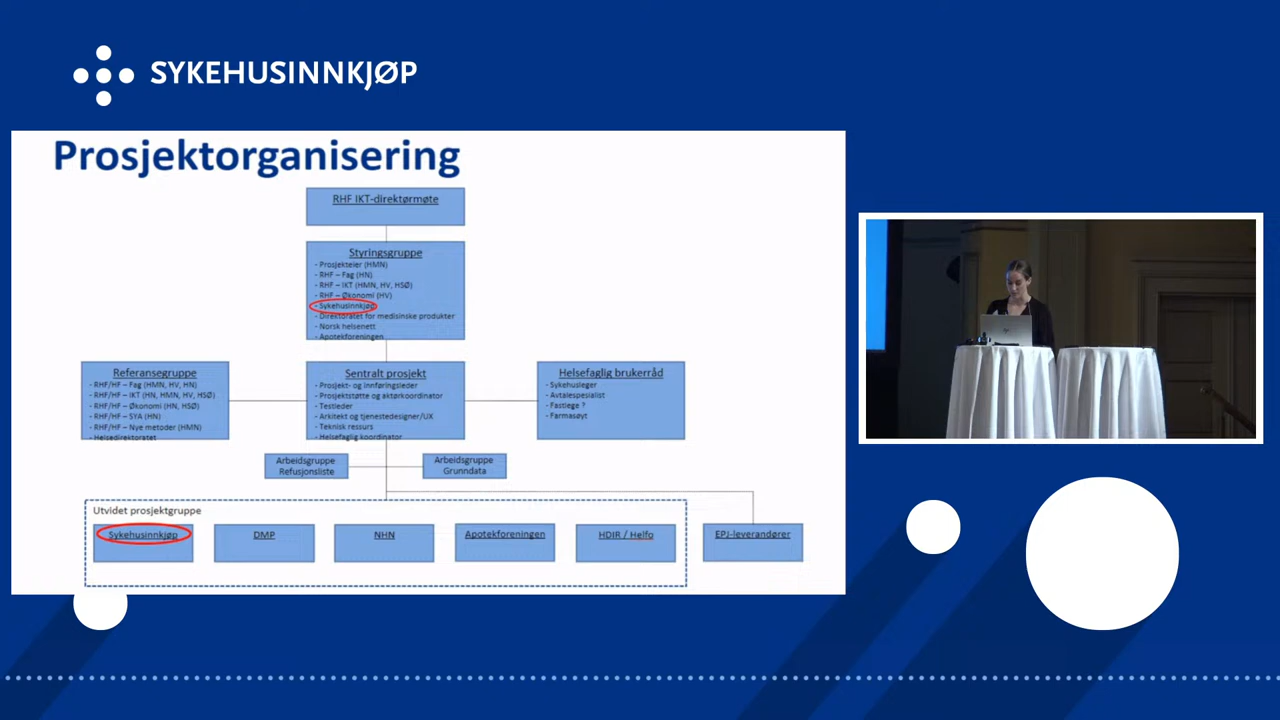 SYKEHUSINNKJØP
Prosjektorganisering
RHF IKT-direktørmøte
Styringsgruppe
- Prosjekteier (HMN)
- RHF – Fag (HN)
- RHF – IKT (HMN, HV, HSØ)
- RHF – Økonomi (HV)
- Sykehusinnkjøp
- Direktoratet for medisinske produkter
- Norsk helsenett
- Apotekforeningen
Referansegruppe
- RHF/HF – Fag (HMN, HV, HN)
- RHF/HF – IKT (HN, HMN, HV, HSØ)
- RHF/HF – Økonomi (HN, HSØ)
- RHF/HF – SYA (HN)
- RHF/HF – Nye metoder (HMN)
- Helsedirektoratet
Sentralt prosjekt
- Prosjekt- og innføringsleder
- Prosjektstøtte og aktørkoordinator
- Testleder
- Arkitekt og tjenestedesigner/UX
- Teknisk ressurs
- Helsefaglig koordinator
Helsefaglig brukerråd
- Sykehusleger
- Avtalespesialist
- Fastlege ?
- Farmasøyt
Arbeidsgruppe
Refusjonsliste
Arbeidsgruppe
Grunndata
Utvidet prosjektgruppe
Sykehusinnkjøp
DMP
NHN
Apotekforeningen
HDIR / Helfo
EPJ-leverandører